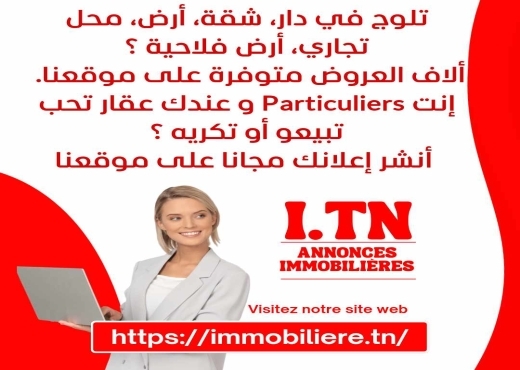 تلوج في دار، شقة، أرض، محل
تجاري، أرض فلاحية ؟
ألاف العروض متوفرة على موقعنا.
إنت Particuliers و عندك عقار تحب
تبيعو أو تكريه ؟
أنشر إعلانك مجانا على موقعنا
I.TN
ANNONCES
IMMOBILIÈRES
Visitez notre site web
https://immobiliere.tn/